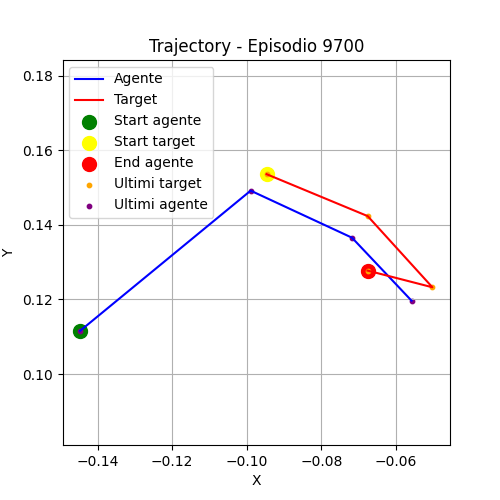 Trajectory - Episodio 9700
Agente
Target
Start agente
Start target
End agente
Ultimi target
Ultimi agente
0.18
0.16
0.14
0.12
0.10
Y
−0.14
−0.12
−0.10
−0.08
−0.06
X